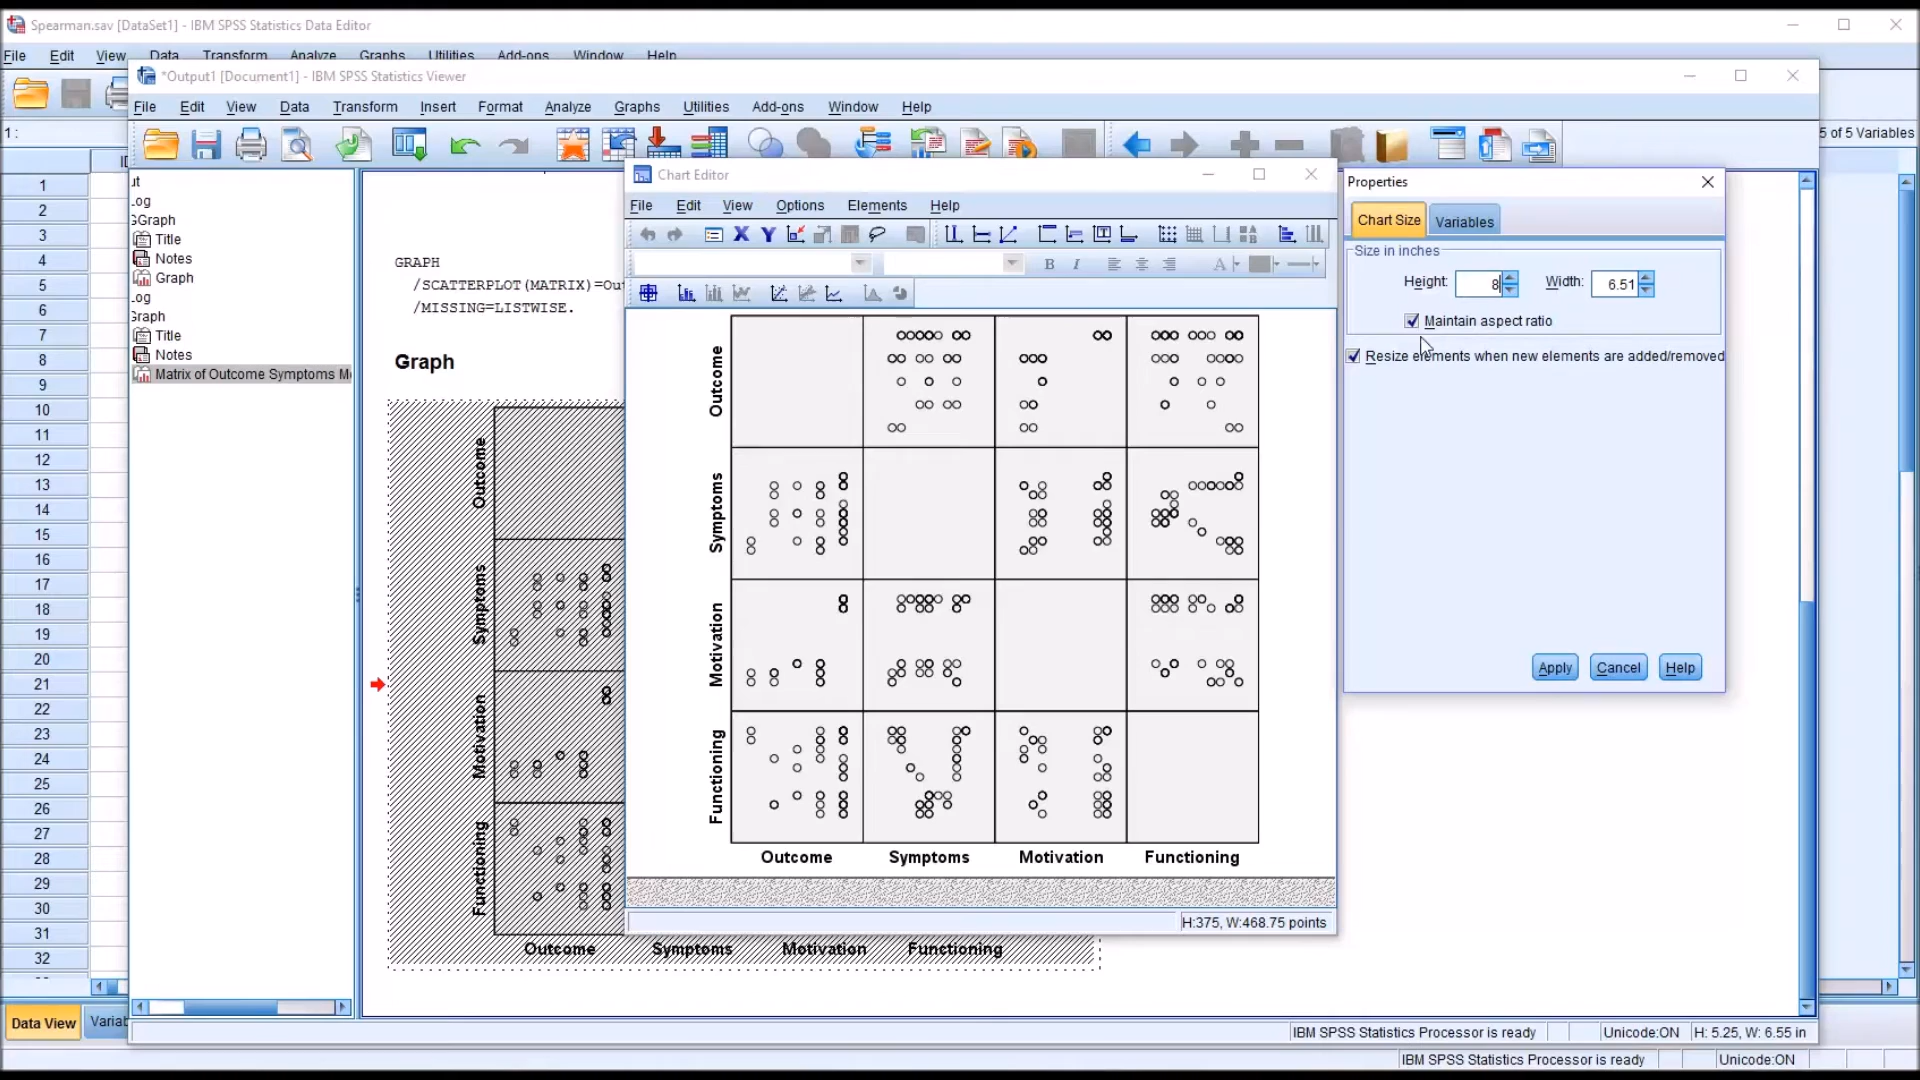 Spearman.sav [DataSet1] - IBM SPSS Statistics Data Editor
File Edit View Data Transform Analyze Graphs Utilities Add-ons Window Help
*Output1 [Document1] - IBM SPSS Statistics Viewer
File Edit View Data Transform Insert Format Analyze Graphs Utilities Add-ons Window Help
1 :
5 of 5 Variables
1
2
3
4
5
6
7
8
9
10
11
12
13
14
15
16
17
18
19
20
21
22
23
24
25
26
27
28
29
30
31
32
Title
Notes
Graph
Title
Notes
Matrix of Outcome Symptoms
GRAPH
/SCATTERPLOT(MATRIX)=Out
/MISSING=LISTWISE.
Graph
Outcome
Symptoms
Motivation
Functioning
Outcome Symptoms Motivation Functioning
Chart Editor
File Edit View Options Elements Help
B I A
Outcome
Symptoms
Motivation
Functioning
Outcome Symptoms Motivation Functioning
H:375, W:468.75 points
Properties
Chart Size Variables
Size in inches
Height: 8 Width: 6.51
Maintain aspect ratio
Resize elements when new elements are added/removed
Apply Cancel Help
Data View Variab
IBM SPSS Statistics Processor is ready Unicode:ON H: 5.25, W: 6.55 in
IBM SPSS Statistics Processor is ready Unicode:ON